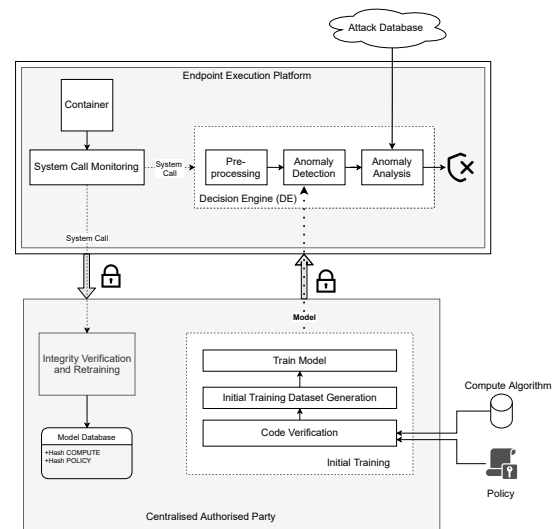 Attack Database
Endpoint Execution Platform
Container
System Call Monitoring
System
Call
Pre-
processing
Anomaly
Detection
Anomaly
Analysis
Decision Engine (DE)
System Call
Model
Integrity Verification
and Retraining
Train Model
Initial Training Dataset Generation
Code Verification
Initial Training
Compute Algorithm
Policy
Model Database
+Hash COMPUTE
+Hash POLICY
Centralised Authorised Party